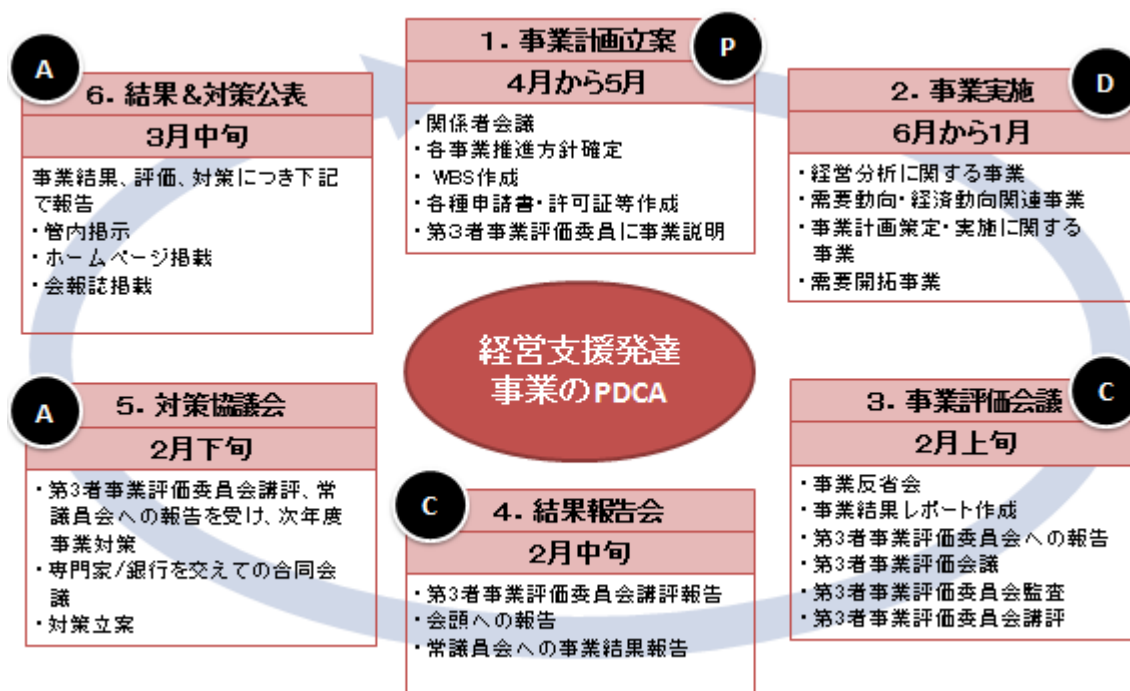 P
1. 事業計画立案
4月から5月
・関係者会議
・各事業推進方針確定
・ WBS作成
・各種申請書・許可証等作成
・第3者事業評価委員に事業説明
D
2. 事業実施
6月から1月
・経営分析に関する事業
・需要動向・経済動向関連事業
・事業計画策定・実施に関する
事業
・需要開拓事業
C
3. 事業評価会議
2月上旬
・事業反省会
・事業結果レポート作成
・第3者事業評価委員会への報告
・第3者事業評価会議
・第3者事業評価委員会監査
・第3者事業評価委員会講評
C
4. 結果報告会
2月中旬
・第3者事業評価委員会講評報告
・会頭への報告
・常議員会への事業結果報告
A
5. 対策協議会
2月下旬
・第3者事業評価委員会講評、常
議員会への報告を受け、次年度
事業対策
・専門家/銀行を交えての合同会
議
・対策立案
A
6. 結果&対策公表
3月中旬
事業結果、評価、対策につき下記
で報告
・管内掲示
・ホームページ掲載
・会報誌掲載
経営支援発達
事業のPDCA